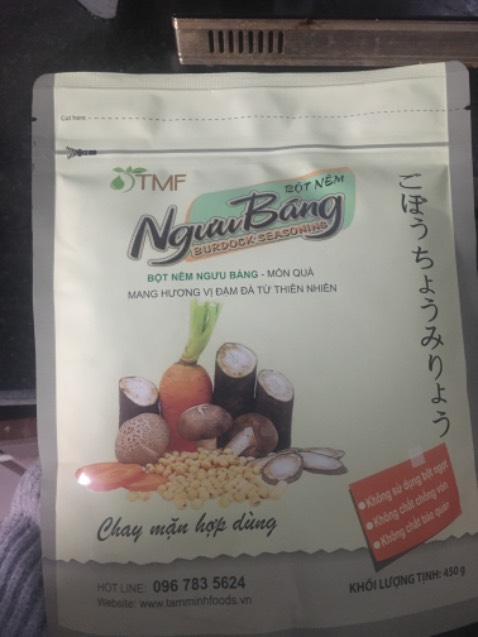 Cut here
TMF
BỘT NÊM
Ngưu Báng
BURDOCK SEASONING
BỘT NÊM NGƯU BÀNG - MÓN QUÀ
MANG HƯƠNG VỊ ĐẬM ĐÀ TỪ THIÊN NHIÊN
ごぼうちょうみりょう
Không sử dụng bột ngọt
Không chất chống vón
Không chất bảo quản
Chay mặn hợp dùng
HOT LINE: 096 783 5624
Website: www.tamminhfoods.vn
KHỐI LƯỢNG TỊNH: 450 g